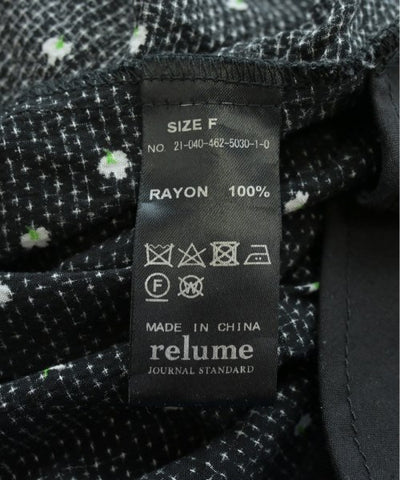 SIZE F
NO. 21-040-462-5030-1-0
RAYON 100%
F W
MADE IN CHINA
relume
JOURNAL STANDARD